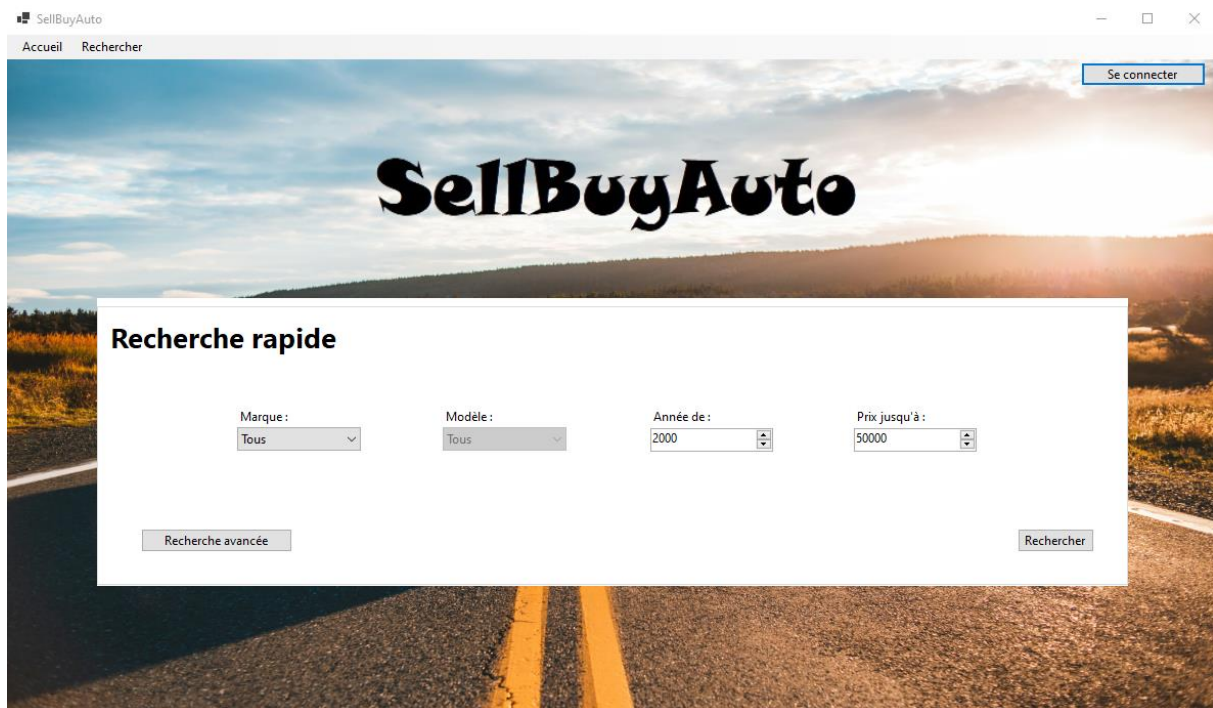 SellBuyAuto
Accueil Rechercher
Se connecter
SellBuyAuto
Recherche rapide
Marque : Modèle : Année de : Prix jusqu'à :
Tous Tous 2000 50000
Recherche avancée Rechercher